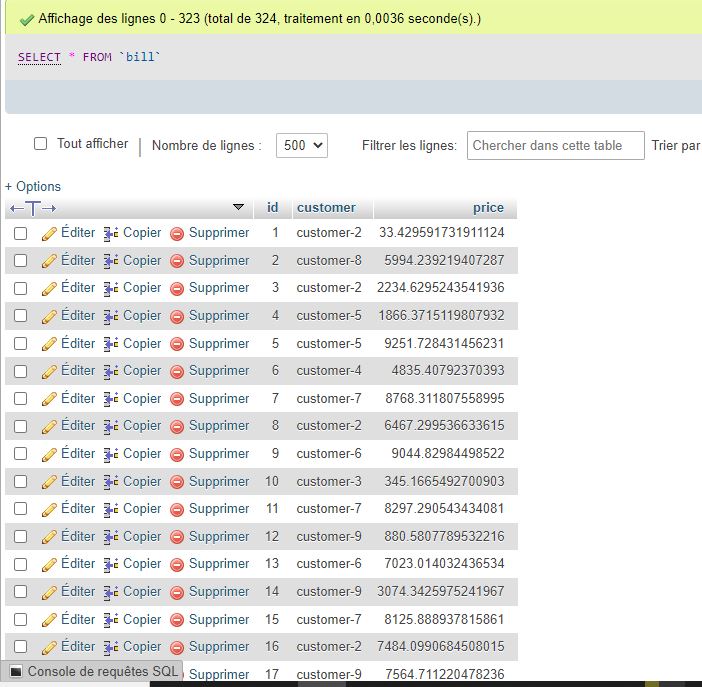 Affichage des lignes 0 - 323 (total de 324, traitement en 0,0036 seconde(s).)
SELECT * FROM `bill`
Tout afficher | Nombre de lignes : 500 Filtrer les lignes: Chercher dans cette table Trier par
+ Options
←T→ id customer price
Éditer Copier Supprimer 1 customer-2 33.429591731911124
Éditer Copier Supprimer 2 customer-8 5994.239219407287
Éditer Copier Supprimer 3 customer-2 2234.6295243541936
Éditer Copier Supprimer 4 customer-5 1866.3715119807932
Éditer Copier Supprimer 5 customer-5 9251.728431456231
Éditer Copier Supprimer 6 customer-4 4835.40792370393
Éditer Copier Supprimer 7 customer-7 8768.311807558995
Éditer Copier Supprimer 8 customer-2 6467.299536633615
Éditer Copier Supprimer 9 customer-6 9044.82984498522
Éditer Copier Supprimer 10 customer-3 345.1665492700903
Éditer Copier Supprimer 11 customer-7 8297.290543434081
Éditer Copier Supprimer 12 customer-9 880.5807789532216
Éditer Copier Supprimer 13 customer-6 7023.014032436534
Éditer Copier Supprimer 14 customer-9 3074.3425975241967
Éditer Copier Supprimer 15 customer-7 8125.888937815861
Éditer Copier Supprimer 16 customer-2 7484.0990684508015
Console de requêtes SQL Supprimer 17 customer-9 7564.711220478236